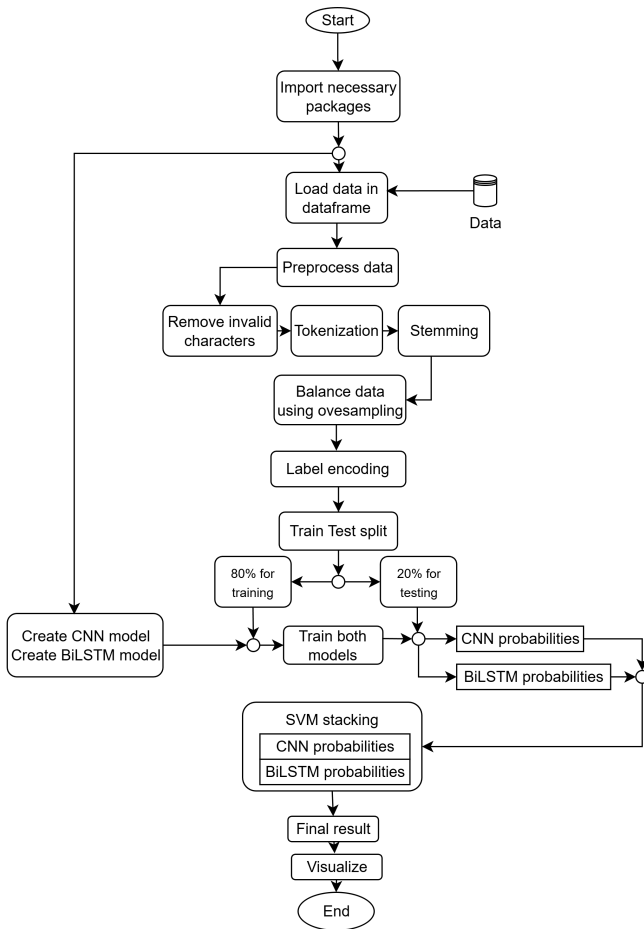 Start
Import necessary
packages
Load data in
dataframe
Data
Preprocess data
Remove invalid
characters
Tokenization
Stemming
Balance data
using ovesampling
Label encoding
Train Test split
80% for
training
20% for
testing
Create CNN model
Create BiLSTM model
Train both
models
CNN probabilities
BiLSTM probabilities
SVM stacking
CNN probabilities
BiLSTM probabilities
Final result
Visualize
End